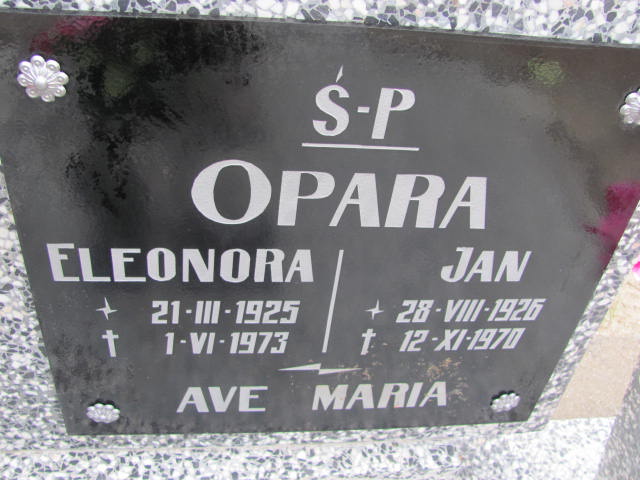 Ś-P
OPARA
ELEONORA JAN
21-III-1925 28-VIII-1926
† 1-VI-1973 † 12-XI-1970
AVE MARIA